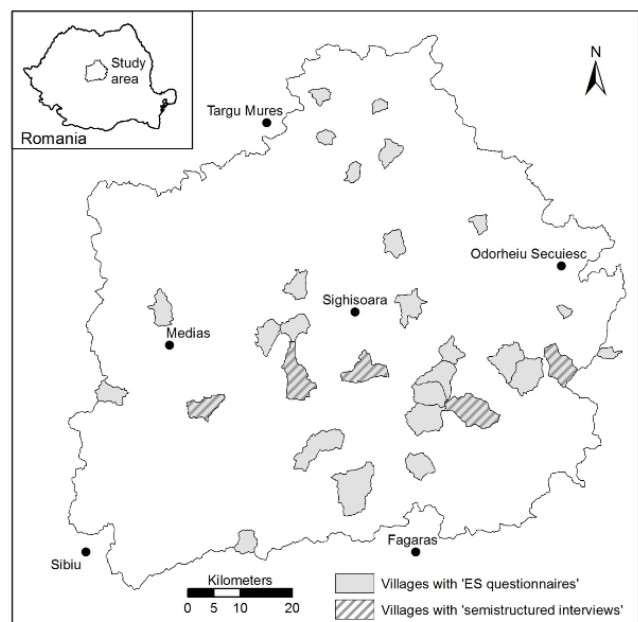 Study
area
Romania
N
Targu Mures
Odorheiu Secuiesc
Sighisoara
Medias
Fagaras
Sibiu
Kilometers
0 5 10 20
Villages with 'ES questionnaires'
Villages with 'semistructured interviews'